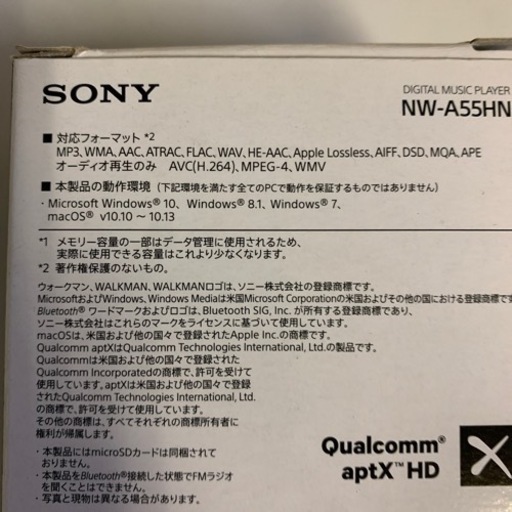 SONY
DIGITAL MUSIC PLAYER
NW-A55HN
■ 対応フォーマット *2
MP3、WMA、AAC、ATRAC、FLAC、WAV、HE-AAC、Apple Lossless、AIFF、DSD、MQA、APE
オーディオ再生のみ AVC(H.264)、MPEG-4、WMV
■ 本製品の動作環境（下記環境を満たす全てのPCで動作を保証するものではありません）
・Microsoft Windows® 10、Windows® 8.1、Windows® 7、
macOS® v10.10 ~ 10.13
*1 メモリー容量の一部はデータ管理に使用されるため、
実際に使用できる容量はこれより少なくなります。
*2 著作権保護のないもの。
ウォークマン、WALKMAN、WALKMANロゴは、ソニー株式会社の登録商標です。
MicrosoftおよびWindows、Windows Mediaは米国Microsoft Corporationの米国およびその他の国における登録商標です
Bluetooth® ワードマークおよびロゴは、Bluetooth SIG, Inc. が所有する登録商標であり、
ソニー株式会社はこれらのマークをライセンスに基づいて使用しています。
macOSは、米国および他の国々で登録されたApple Inc.の商標です。
Qualcomm aptXはQualcomm Technologies International, Ltd.の製品です。
Qualcommは米国および他の国々で登録された
Qualcomm Incorporatedの商標で、許可を受けて
使用しています。aptXは米国および他の国々で登録
されたQualcomm Technologies International, Ltd.
の商標で、許可を受けて使用しています。
その他の商標は、すべてそれぞれの商標所有者に
権利が帰属します。
・本製品にはmicroSDカードは同梱されて
おりません。
・本製品をBluetooth®接続した状態でFMラジオ
を聞くことはできません。
・写真と現物は異なる場合があります。
Qualcomm®
aptX™ HD